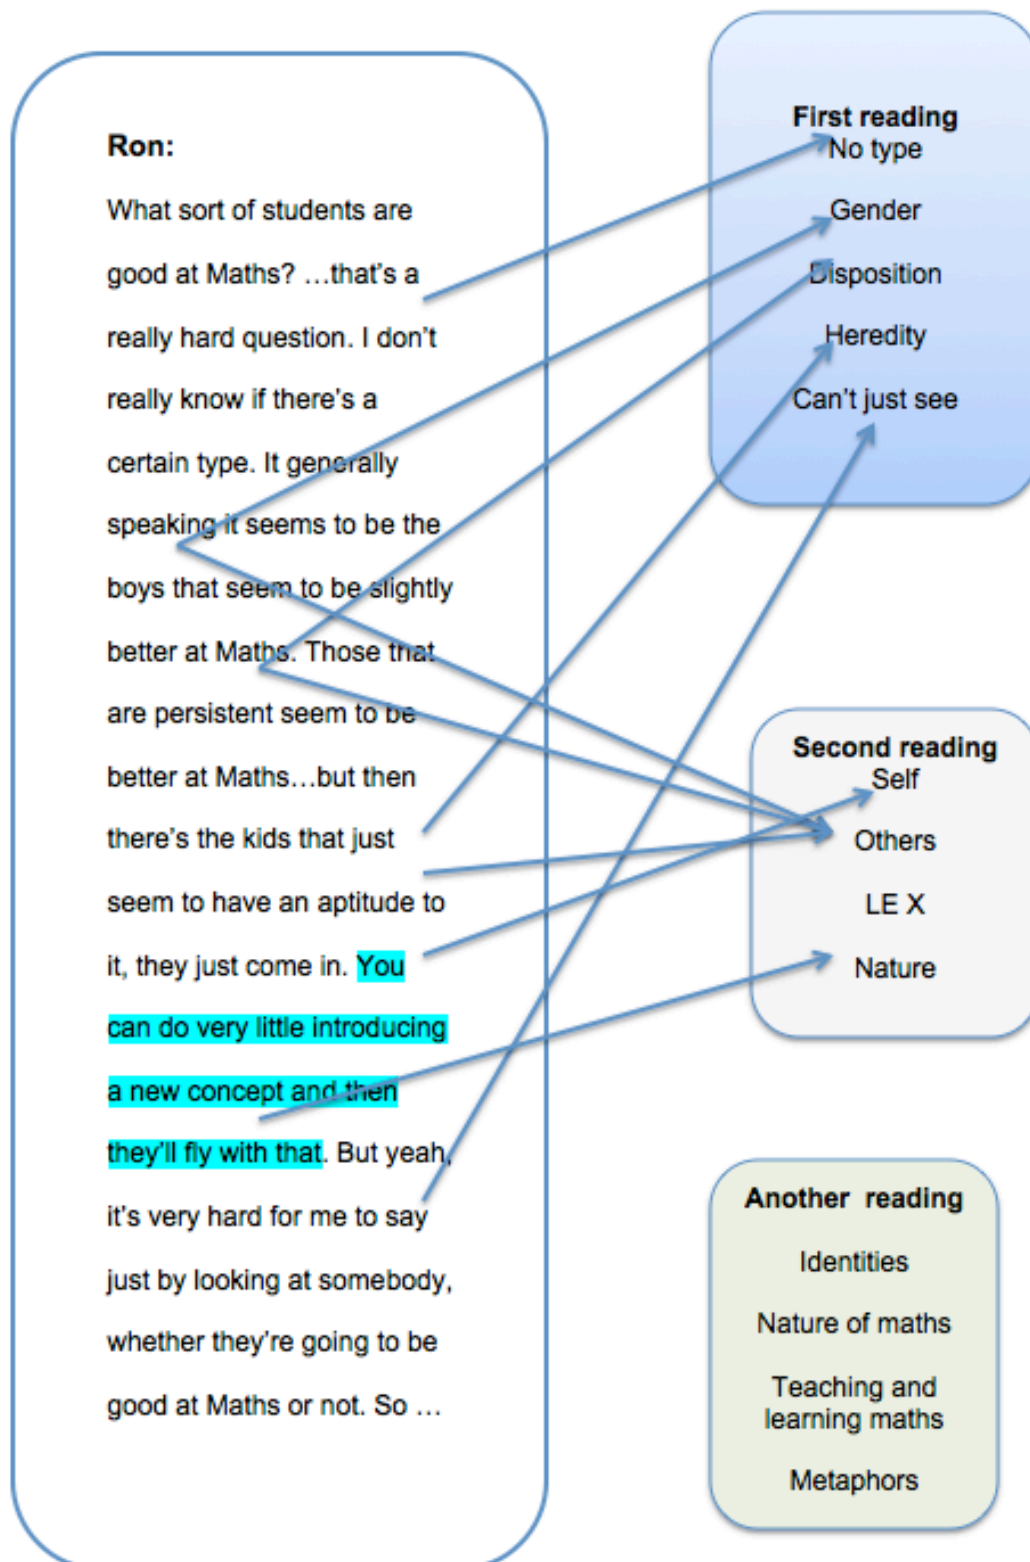 Ron:
What sort of students are
good at Maths? …that’s a
really hard question. I don’t
really know if there’s a
certain type. It generally
speaking it seems to be the
boys that seem to be slightly
better at Maths. Those that
are persistent seem to be
better at Maths…but then
there’s the kids that just
seem to have an aptitude to
it, they just come in. You
can do very little introducing
a new concept and then
they’ll fly with that. But yeah,
it’s very hard for me to say
just by looking at somebody,
whether they’re going to be
good at Maths or not. So …
First reading
No type
Gender
Disposition
Heredity
Can’t just see
Second reading
Self
Others
LE X
Nature
Another reading
Identities
Nature of maths
Teaching and
learning maths
Metaphors